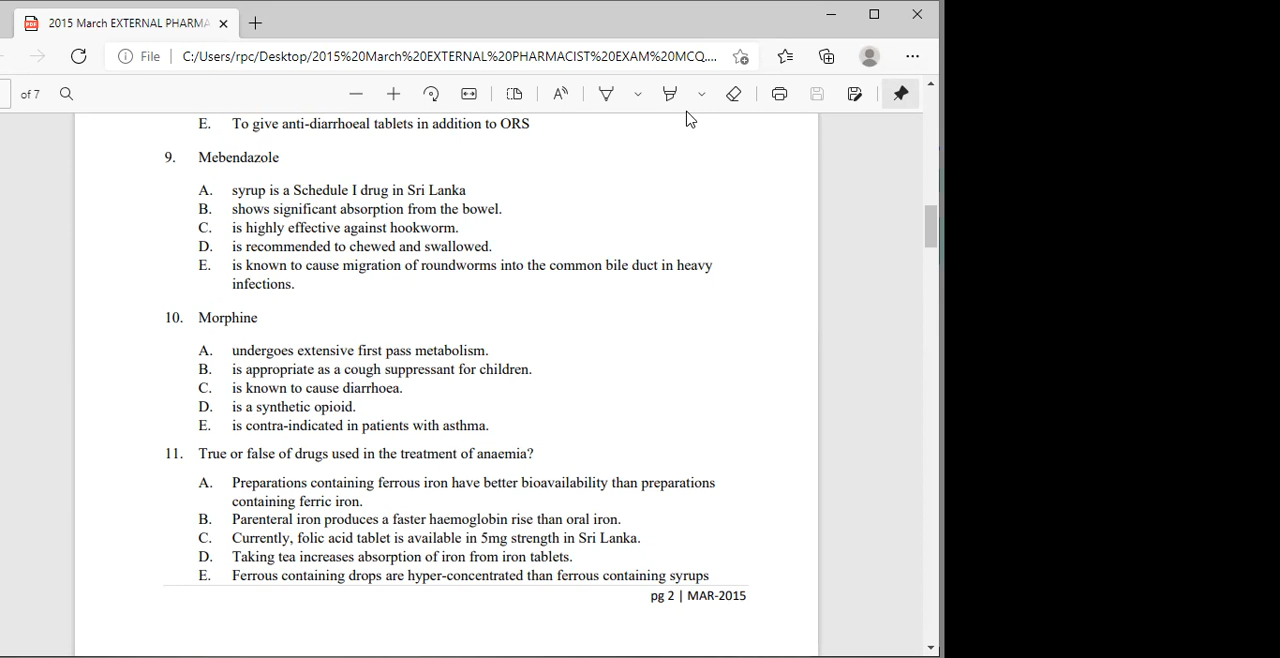 2015 March EXTERNAL PHARMA
File
C:/Users/rpc/Desktop/2015%20March%20EXTERNAL%20PHARMACIST%20EXAM%20MCQ....
of 7
E. To give anti-diarrhoeal tablets in addition to ORS
9. Mebendazole
A. syrup is a Schedule I drug in Sri Lanka
B. shows significant absorption from the bowel.
C. is highly effective against hookworm.
D. is recommended to chewed and swallowed.
E. is known to cause migration of roundworms into the common bile duct in heavy
infections.
10. Morphine
A. undergoes extensive first pass metabolism.
B. is appropriate as a cough suppressant for children.
C. is known to cause diarrhoea.
D. is a synthetic opioid.
E. is contra-indicated in patients with asthma.
11. True or false of drugs used in the treatment of anaemia?
A. Preparations containing ferrous iron have better bioavailability than preparations
containing ferric iron.
B. Parenteral iron produces a faster haemoglobin rise than oral iron.
C. Currently, folic acid tablet is available in 5mg strength in Sri Lanka.
D. Taking tea increases absorption of iron from iron tablets.
E. Ferrous containing drops are hyper-concentrated than ferrous containing syrups
pg 2 | MAR-2015